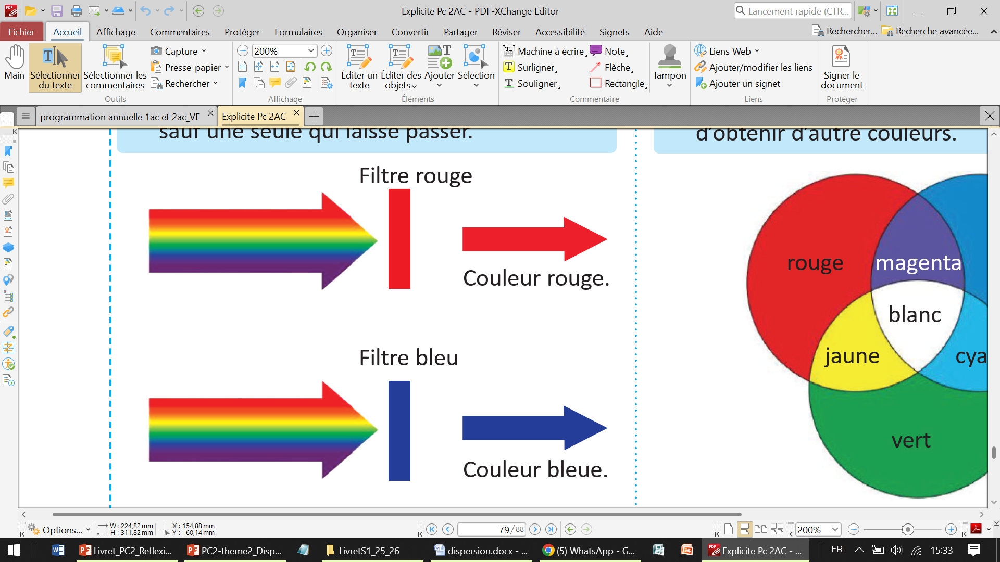 Explicite Pc 2AC - PDF-XChange Editor
Lancement rapide (CTR...
Fichier
Accueil
Affichage
Commentaires
Protéger
Formulaires
Organiser
Convertir
Partager
Réviser
Accessibilité
Signets
Aide
Rechercher...
Recherche avancée...
Main
Sélectionner
du texte
Sélectionner les
commentaires
Capture
Presse-papier
Rechercher
Outils
200%
Affichage
Éditer un
texte
Éditer des
objets
Ajouter
Sélection
Éléments
Machine à écrire
Surligner
Souligner
Note
Flèche
Rectangle
Commentaire
Tampon
Liens Web
Ajouter/modifier les liens
Ajouter un signet
Liens
Signer le
document
Protéger
programmation annuelle 1ac et 2ac_VF
Explicite Pc 2AC
sauf une seule qui laisse passer.
Filtre rouge
Couleur rouge.
Filtre bleu
Couleur bleue.
d'obtenir d'autre couleurs.
rouge
magenta
blanc
jaune
cya
vert
Options...
W: 224,82 mm
H: 311,82 mm
X: 154,88 mm
Y: 60,14 mm
79/88
200%
Livret_PC2_Reflexi...
PC2-theme2_Disp...
LivretS1_25_26
dispersion.docx - ...
(5) WhatsApp - G...
Explicite Pc 2AC - ...
FR
15:33